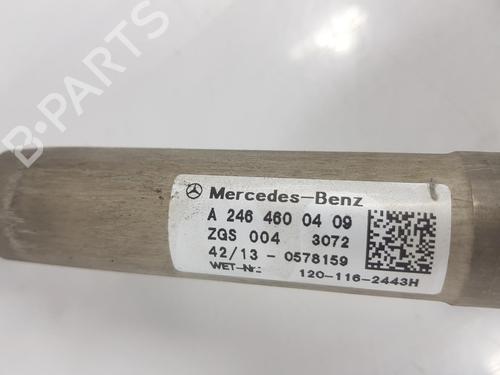 B-PARTS
Mercedes-Benz
A 246 460 04 09
ZGS 004 3072
42/13 - 0578159
WET-Nr.: 120-116-2443H